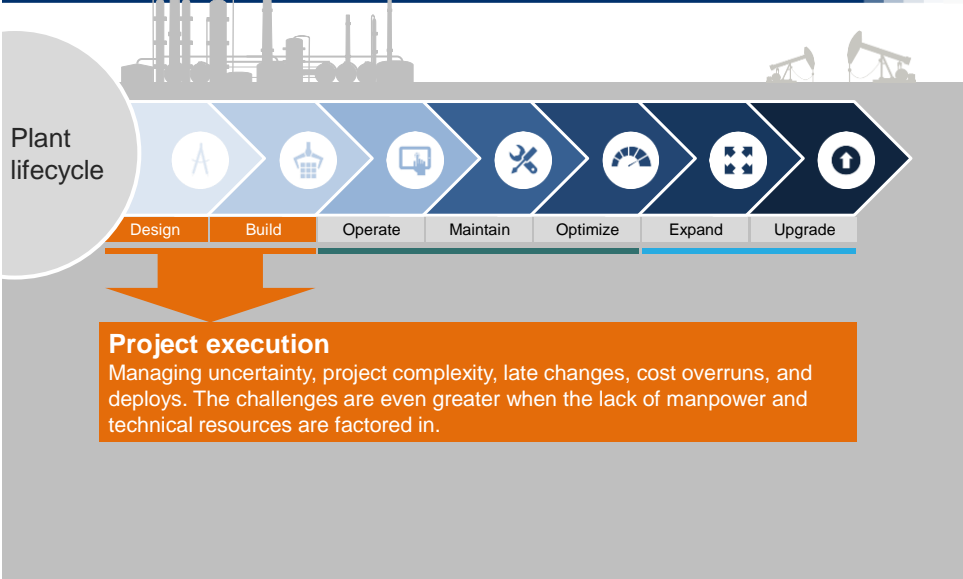 Plant
lifecycle
Design
Build
Operate
Maintain
Optimize
Expand
Upgrade
Project execution
Managing uncertainty, project complexity, late changes, cost overruns, and
deploys. The challenges are even greater when the lack of manpower and
technical resources are factored in.